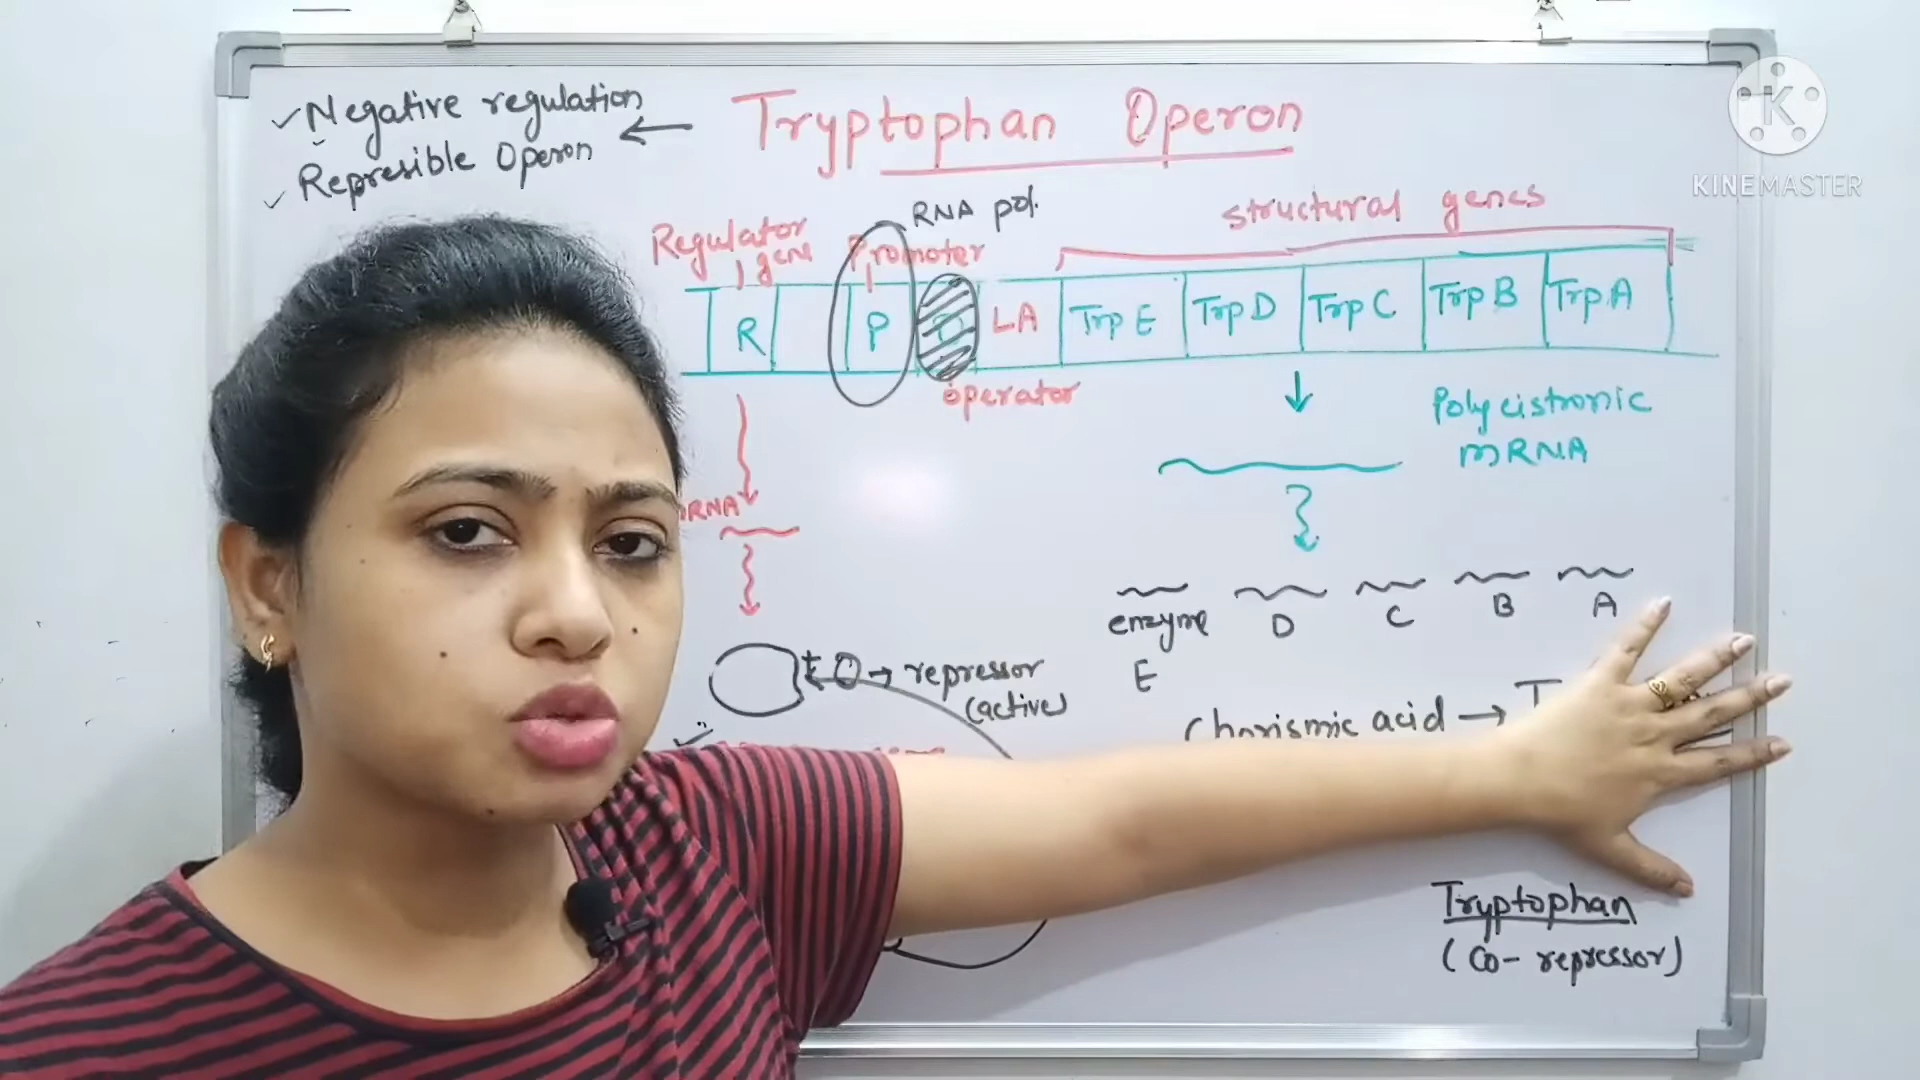 Negative regulation
Represible Operon
Tryptophan Operon
KINEMASTER
RNA pol.
structural genes
Regulator gene
Promoter
R
P
O
LA
Trp E
Trp D
Trp C
Trp B
Trp A
operator
Polycistronic
mRNA
RNA
enzyme
E
D
C
B
A
repressor
(active)
Chorismic acid →
Tryptophan
(Co-repressor)